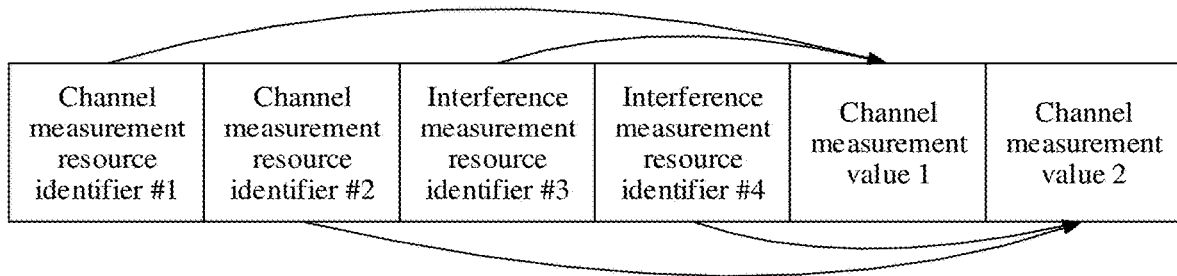 Channel
measurement
resource
identifier #1
Channel
measurement
resource
identifier #2
Interference
measurement
resource
identifier #3
Interference
measurement
resource
identifier #4
Channel
measurement
value 1
Channel
measurement
value 2